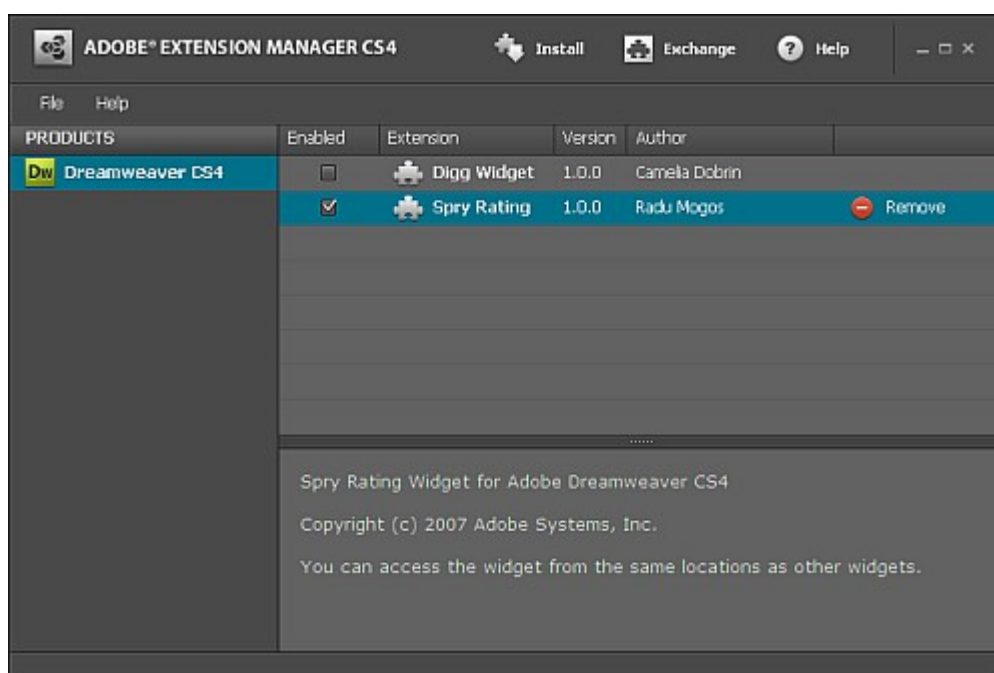 ADOBE® EXTENSION MANAGER CS4 Install Exchange ? Help
File Help
PRODUCTS Enabled Extension Version Author
Dw Dreamweaver CS4 Digg Widget 1.0.0 Camelia Dobrin
Spry Rating 1.0.0 Radu Mogos Remove
Spry Rating Widget for Adobe Dreamweaver CS4
Copyright (c) 2007 Adobe Systems, Inc.
You can access the widget from the same locations as other widgets.